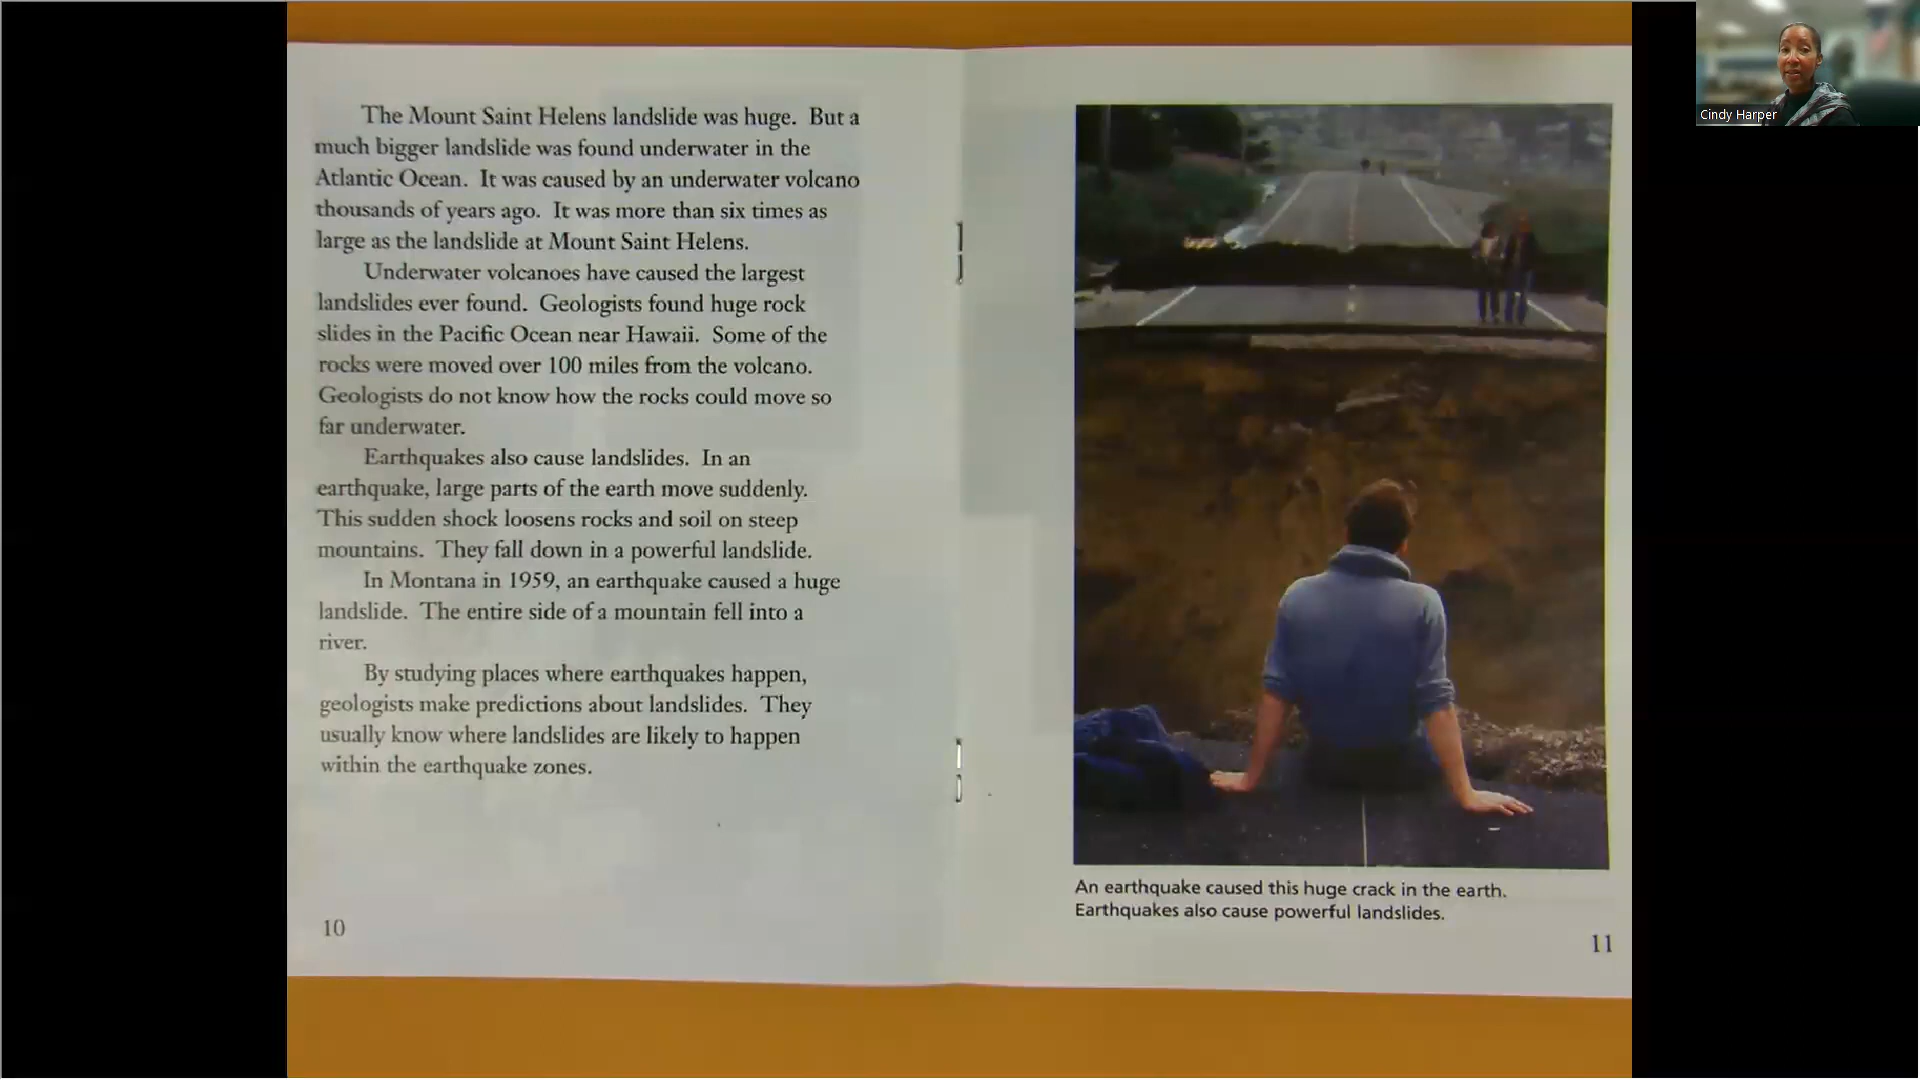 The Mount Saint Helens landslide was huge. But a
much bigger landslide was found underwater in the
Atlantic Ocean. It was caused by an underwater volcano
thousands of years ago. It was more than six times as
large as the landslide at Mount Saint Helens.
Underwater volcanoes have caused the largest
landslides ever found. Geologists found huge rock
slides in the Pacific Ocean near Hawaii. Some of the
rocks were moved over 100 miles from the volcano.
Geologists do not know how the rocks could move so
far underwater.
Earthquakes also cause landslides. In an
earthquake, large parts of the earth move suddenly.
This sudden shock loosens rocks and soil on steep
mountains. They fall down in a powerful landslide.
In Montana in 1959, an earthquake caused a huge
landslide. The entire side of a mountain fell into a
river.
By studying places where earthquakes happen,
geologists make predictions about landslides. They
usually know where landslides are likely to happen
within the earthquake zones.
10
An earthquake caused this huge crack in the earth.
Earthquakes also cause powerful landslides.
11
Cindy Harper